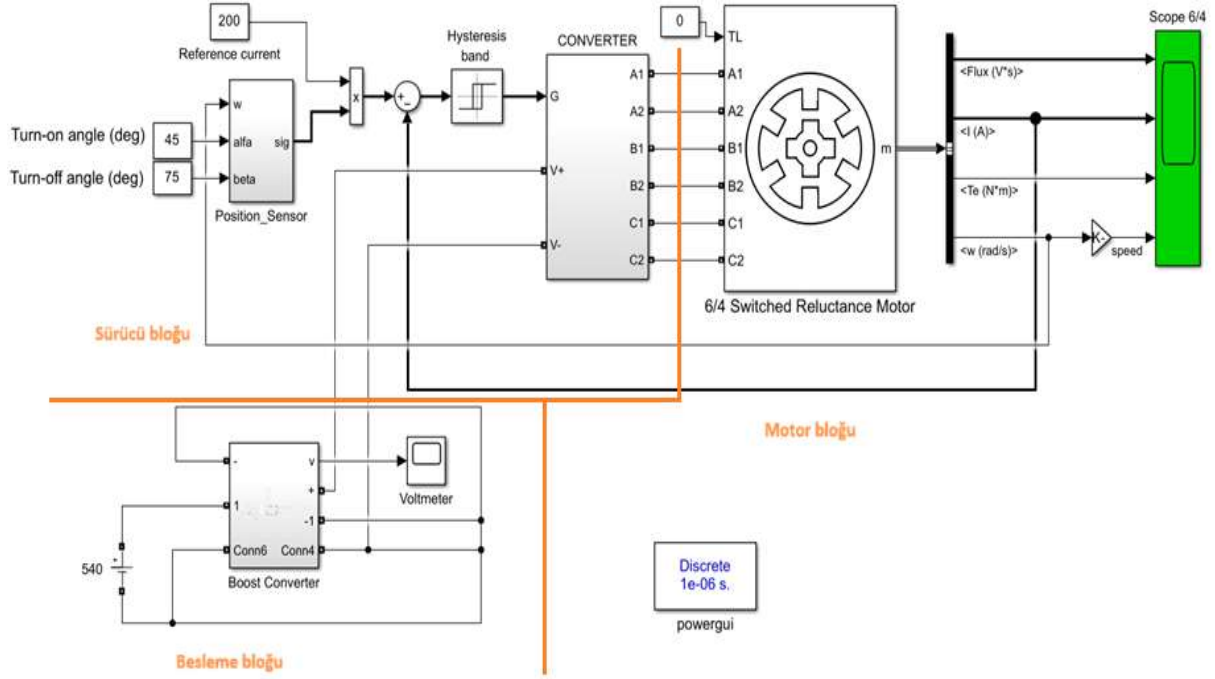 200
Reference current
Turn-on angle (deg)
45
Turn-off angle (deg)
75
w
alfa
beta
sig
Position_Sensor
x
+
-
Hysteresis
band
CONVERTER
G
V+
V-
A1
A2
B1
B2
C1
C2
0
TL
A1
A2
B1
B2
C1
C2
m
6/4 Switched Reluctance Motor
<Flux (V*s)>
<I (A)>
<Te (N*m)>
<w (rad/s)>
K-
speed
Scope 6/4
Sürücü bloğu
Motor bloğu
540
-
1
Conn6
v
+
-1
Conn4
Boost Converter
Voltmeter
+
Besleme bloğu
Discrete
1e-06 s.
powergui